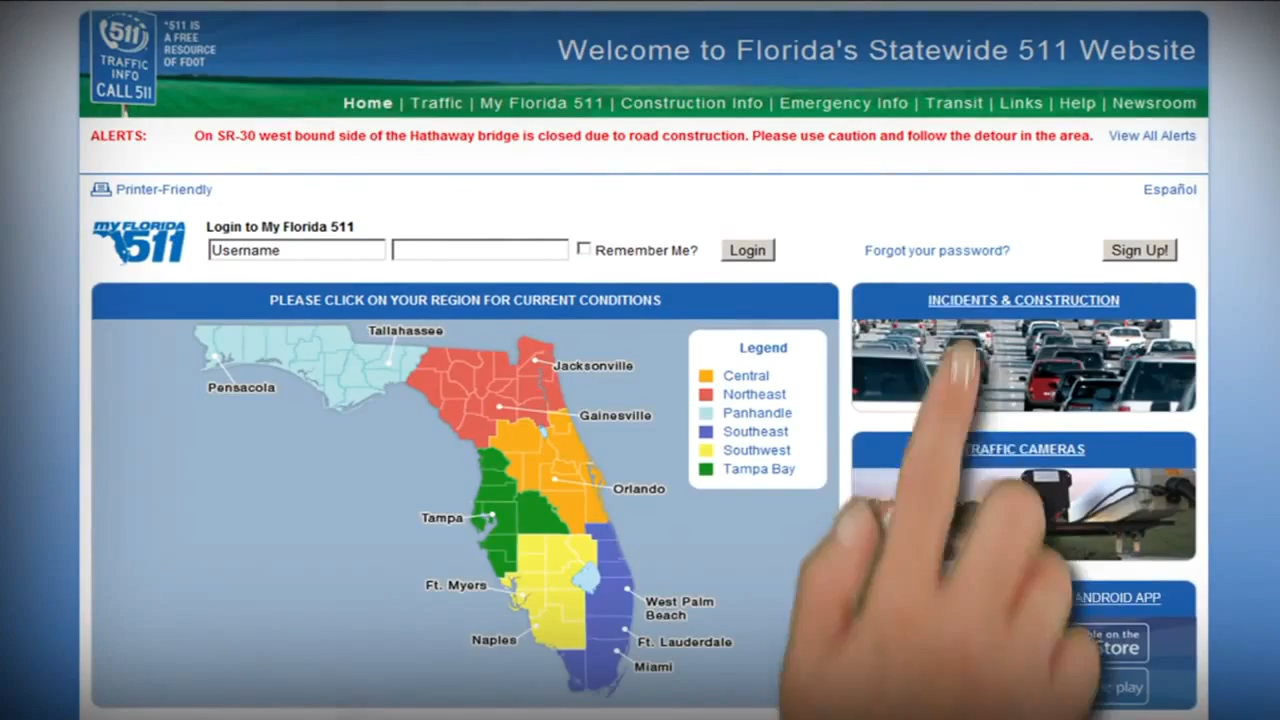 511
TRAFFIC
INFO
CALL 511
*511 IS
A FREE
RESOURCE
OF FDOT
Welcome to Florida's Statewide 511 Website
Home | Traffic | My Florida 511 | Construction Info | Emergency Info | Transit | Links | Help | Newsroom
ALERTS: On SR-30 west bound side of the Hathaway bridge is closed due to road construction. Please use caution and follow the detour in the area. View All Alerts
Printer-Friendly
Español
MY FLORIDA
511
Login to My Florida 511
Username
Remember Me?
Login
Forgot your password?
Sign Up!
PLEASE CLICK ON YOUR REGION FOR CURRENT CONDITIONS
Tallahassee
Pensacola
Jacksonville
Gainesville
Orlando
Tampa
Ft. Myers
Naples
West Palm
Beach
Ft. Lauderdale
Miami
Legend
Central
Northeast
Panhandle
Southeast
Southwest
Tampa Bay
INCIDENTS & CONSTRUCTION
TRAFFIC CAMERAS
ANDROID APP
on the
Store
play